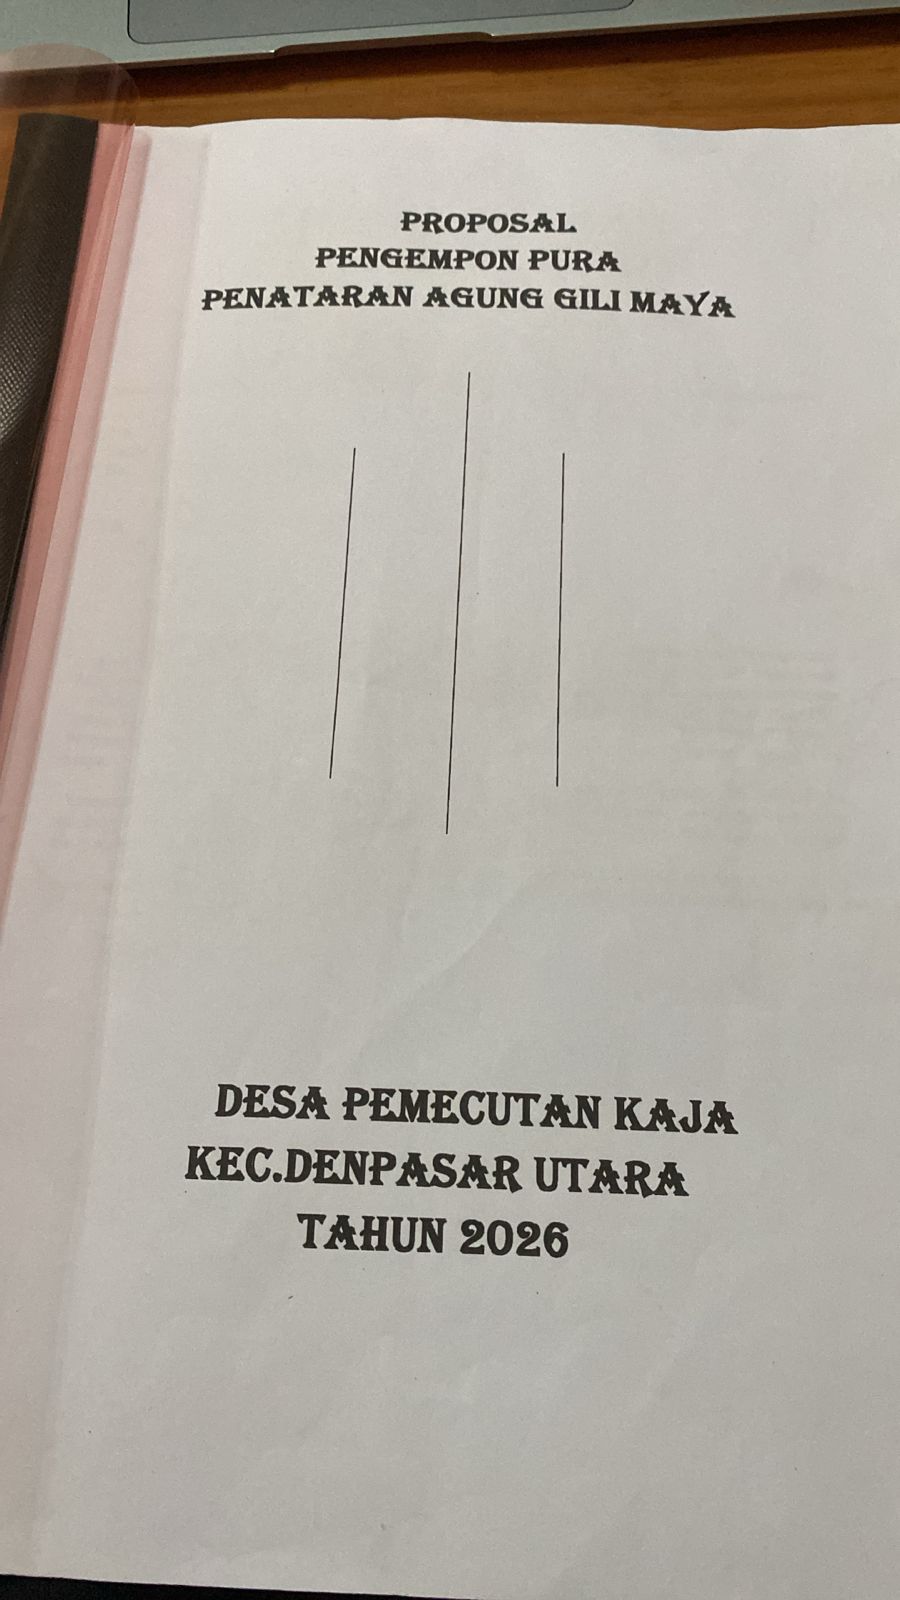 PROPOSAL
PENGEMPON PURA
PENATARAN AGUNG GILI MAYA
DESA PEMECUTAN KAJA
KEC.DENPASAR UTARA
TAHUN 2026